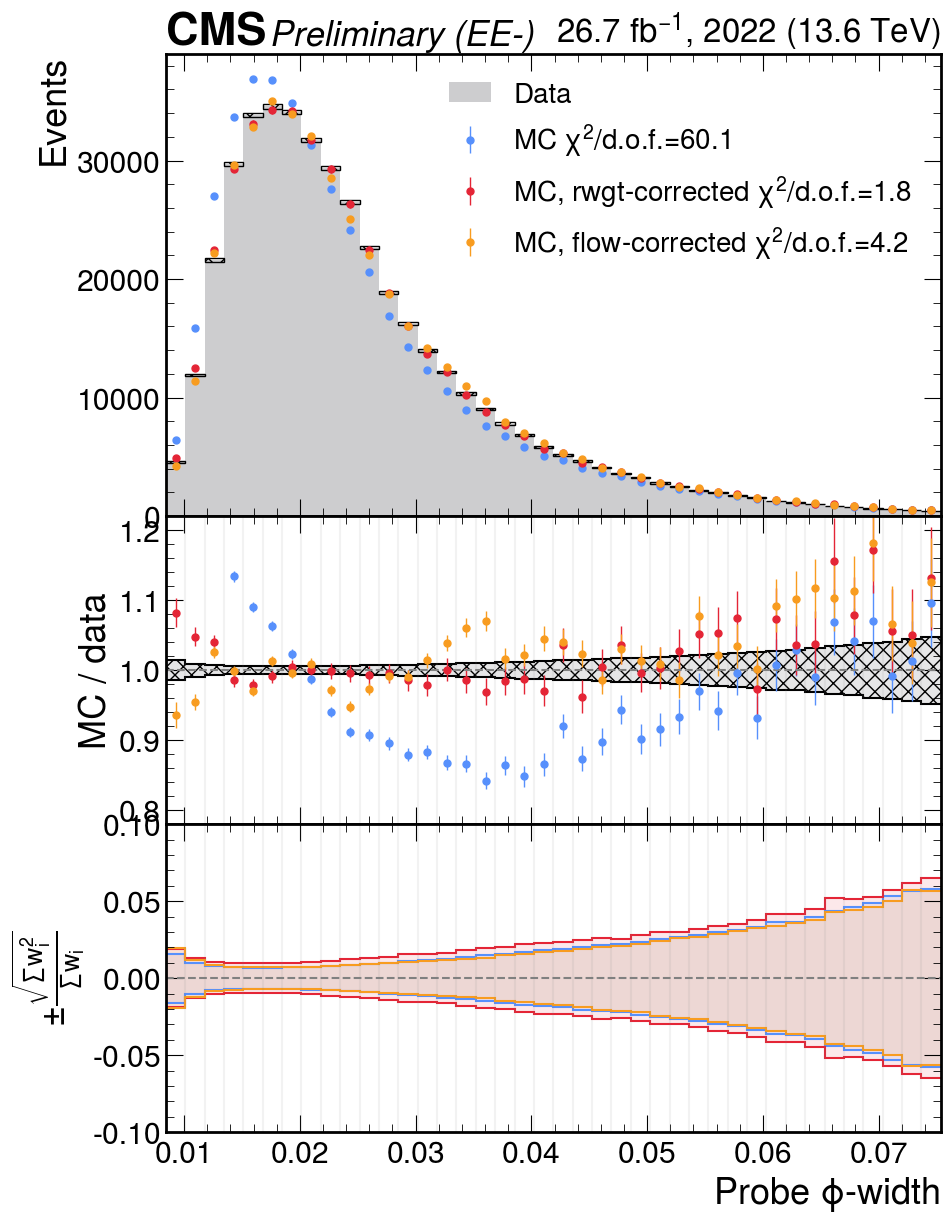 CMS Preliminary (EE-) 26.7 fb⁻¹, 2022 (13.6 TeV)
Events
Data
MC χ²/d.o.f.=60.1
MC, rwgt-corrected χ²/d.o.f.=1.8
MC, flow-corrected χ²/d.o.f.=4.2
30000
20000
10000
0
MC / data
1.2
1.1
1.0
0.9
0.8
± √Σwᵢ² / Σwᵢ
0.10
0.05
0.00
-0.05
-0.10
0.01 0.02 0.03 0.04 0.05 0.06 0.07
Probe ϕ-width